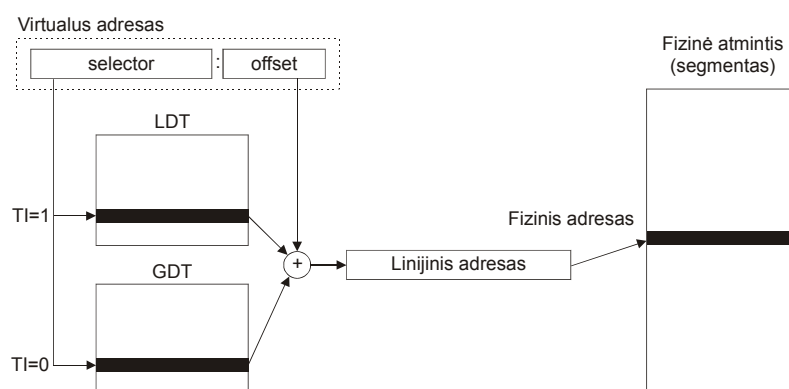 Virtualus adresas
selector : offset
Fizinė atmintis
(segmentas)
LDT
TI=1
Fizinis adresas
+
Linijinis adresas
GDT
TI=0